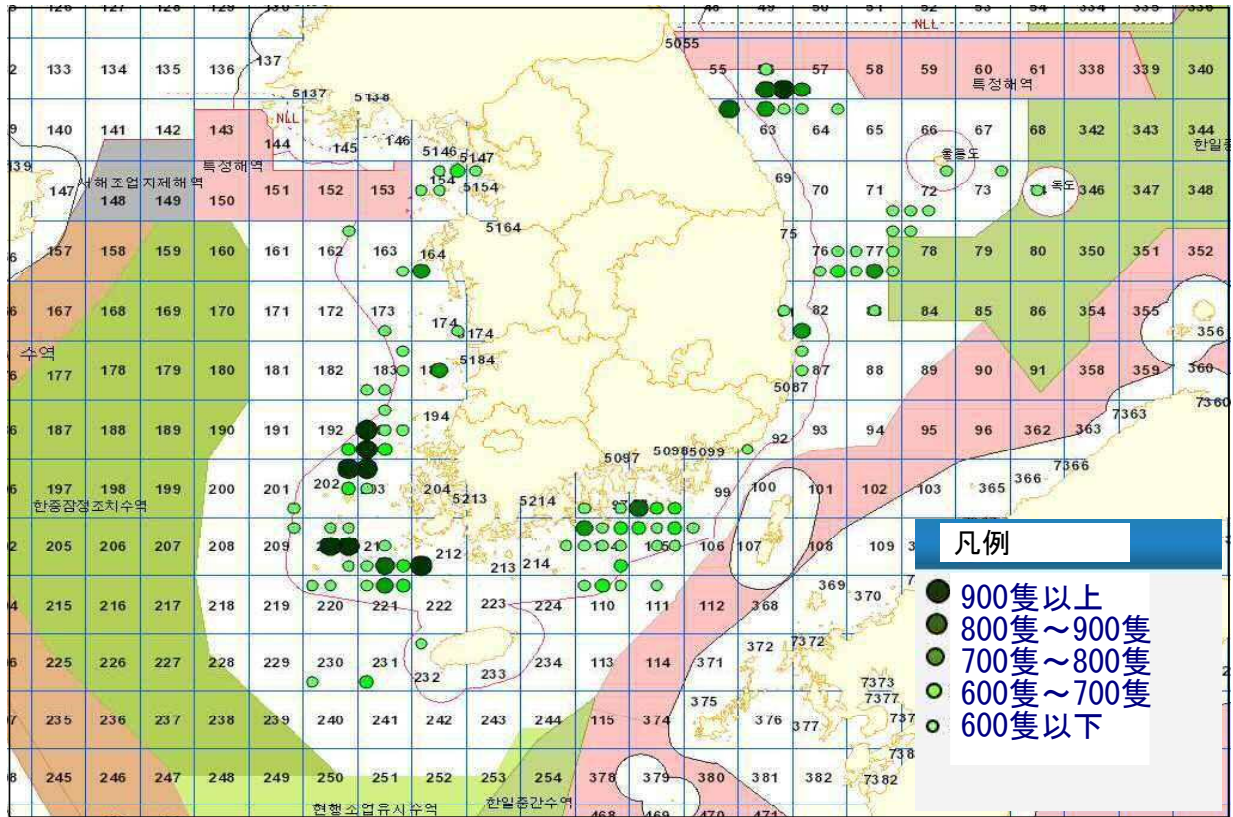 NLL
5055
133 134 135 136 137 55 57 58 59 60 61 338 339 340
특정해역
5137 5138
NLL
140 141 142 143 144 145 146 63 64 65 66 67 68 342 343 344
5146 5147
특정해역
울릉도
서해조업자제해역
147 148 149 150 151 152 153 154 5154 69 70 71 72 73 독도 346 347 348
5164
75
157 158 159 160 161 162 163 164 76 77 78 79 80 350 351 352
167 168 169 170 171 172 173 174 174 82 84 85 86 354 355 356
수역
5184
177 178 179 180 181 182 183 87 88 89 90 91 358 359 360
5087
7360
7363
187 188 189 190 191 192 194 92 93 94 95 96 362 363
5097 5098 5099
7366
197 198 199 200 201 202 203 204 5213 5214 99 100 101 102 103 365 366
한중잠정조치수역
205 206 207 208 209 212 106 107 108 109
213 214
369 370
215 216 217 218 219 220 221 222 223 224 110 111 112 368
372 7372
225 226 227 228 229 230 231 232 233 234 113 114 371
7373
7377
375
235 236 237 238 239 240 241 242 243 244 115 374 376 377
245 246 247 248 249 250 251 252 253 254 378 379 380 381 382 7382
현행조업유지수역
한일중간수역
468 469 470 471
凡例
900隻以上
800隻～900隻
700隻～800隻
600隻～700隻
600隻以下